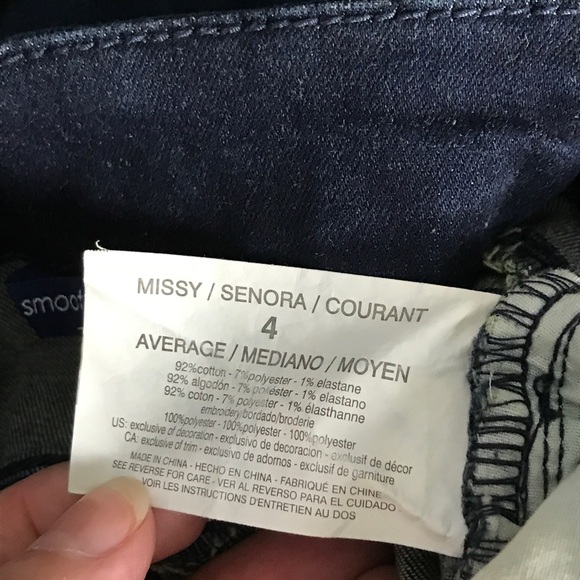 smoot
MISSY / SENORA / COURANT
4
AVERAGE / MEDIANO / MOYEN
92%cotton - 7%polyester - 1% elastane
92% algodón - 7% poliéster - 1% elastano
92% coton - 7% polyester - 1% élasthanne
embroidery/bordado/broderie
100%polyester - 100%polyester - 100%polyester
US: exclusive of decoration - exclusivo de decoracion - exclusif de décor
CA: exclusive of trim - exclusivo de adornos - exclusif de garniture
MADE IN CHINA - HECHO EN CHINA - FABRIQUÉ EN CHINE
SEE REVERSE FOR CARE - VER AL REVERSO PARA EL CUIDADO
VOIR LES INSTRUCTIONS D'ENTRETIEN AU DOS